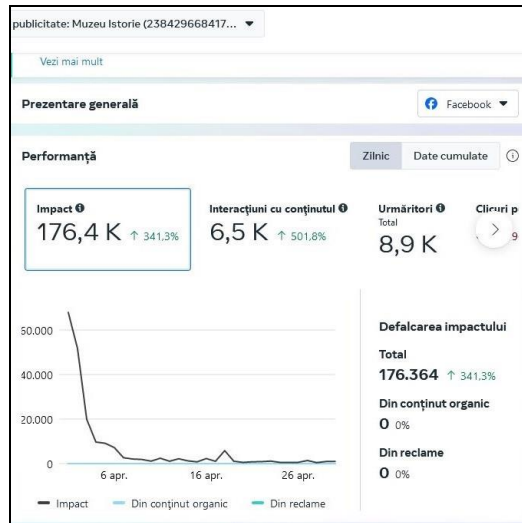 publicitate: Muzeu Istorie (238429668417...
Vezi mai mult
Prezentare generală
Facebook
Performanță
Zilnic
Date cumulate
Impact
176,4 K ↑ 341,3%
Interacțiuni cu conținutul
6,5 K ↑ 501,8%
Urmăritori
Total
8,9 K
Clicuri p
9
60.000
40.000
20.000
0
6 apr.
16 apr.
26 apr.
Impact
Din conținut organic
Din reclame
Defalcarea impactului
Total
176.364 ↑ 341,3%
Din conținut organic
0 0%
Din reclame
0 0%